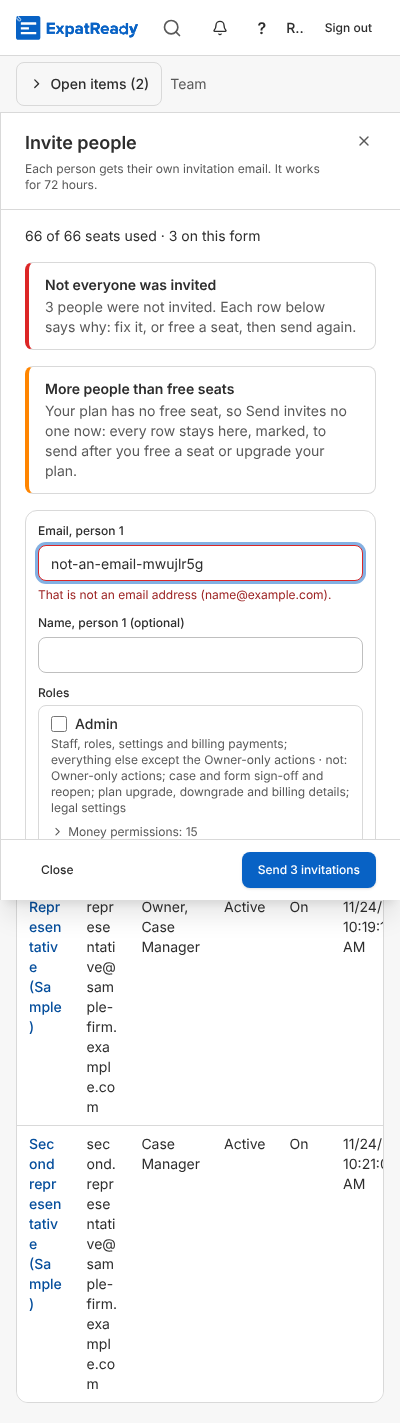 ExpatReady
?
R..
Sign out
Open items (2)
Team
Invite people
Each person gets their own invitation email. It works
for 72 hours.
66 of 66 seats used · 3 on this form
Not everyone was invited
3 people were not invited. Each row below
says why: fix it, or free a seat, then send again.
More people than free seats
Your plan has no free seat, so Send invites no
one now: every row stays here, marked, to
send after you free a seat or upgrade your
plan.
Email, person 1
not-an-email-mwujlr5g
That is not an email address (name@example.com).
Name, person 1 (optional)
Roles
Admin
Staff, roles, settings and billing payments;
everything else except the Owner-only actions · not:
Owner-only actions; case and form sign-off and
reopen; plan upgrade, downgrade and billing details;
legal settings
Money permissions: 15
Close
Send 3 invitations
Repr
esen
tativ
e
(Sa
mple
)
repr
ese
ntati
ve@
sam
ple-
firm.
exa
mpl
e.co
m
Owner,
Case
Manager
Active
On
11/24/
10:19:
AM
Sec
ond
repr
esen
tativ
e
(Sa
mple
)
sec
ond.
repr
ese
ntati
ve@
sam
ple-
firm.
exa
mpl
e.co
m
Case
Manager
Active
On
11/24/
10:21:
AM